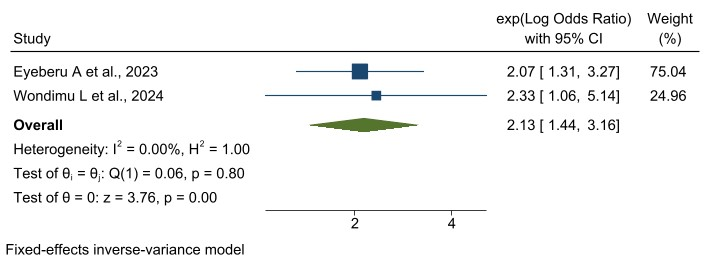 exp(Log Odds Ratio) Weight
Study with 95% CI (%)
Eyeberu A et al., 2023 2.07 [ 1.31, 3.27] 75.04
Wondimu L et al., 2024 2.33 [ 1.06, 5.14] 24.96
Overall 2.13 [ 1.44, 3.16]
Heterogeneity: I² = 0.00%, H² = 1.00
Test of θᵢ = θⱼ: Q(1) = 0.06, p = 0.80
Test of θ = 0: z = 3.76, p = 0.00
2 4
Fixed-effects inverse-variance model